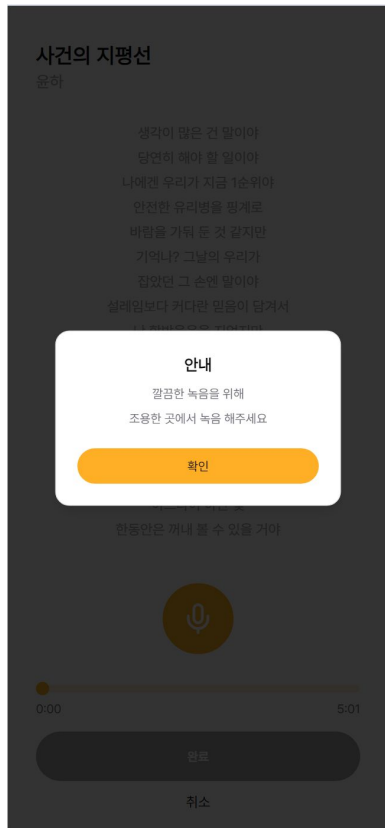 사건의 지평선
윤하
생각이 많은 건 말이야
당연히 해야 할 일이야
나에겐 우리가 지금 1순위야
안전한 유리병을 핑계로
바람을 가둬 둔 것 같지만
기억나? 그날의 우리가
잡았던 그 손엔 말이야
설레임보다 커다란 믿음이 담겨서
안내
깔끔한 녹음을 위해
조용한 곳에서 녹음 해주세요
확인
한동안은 꺼내 볼 수 있을 거야
0:00
5:01
완료
취소